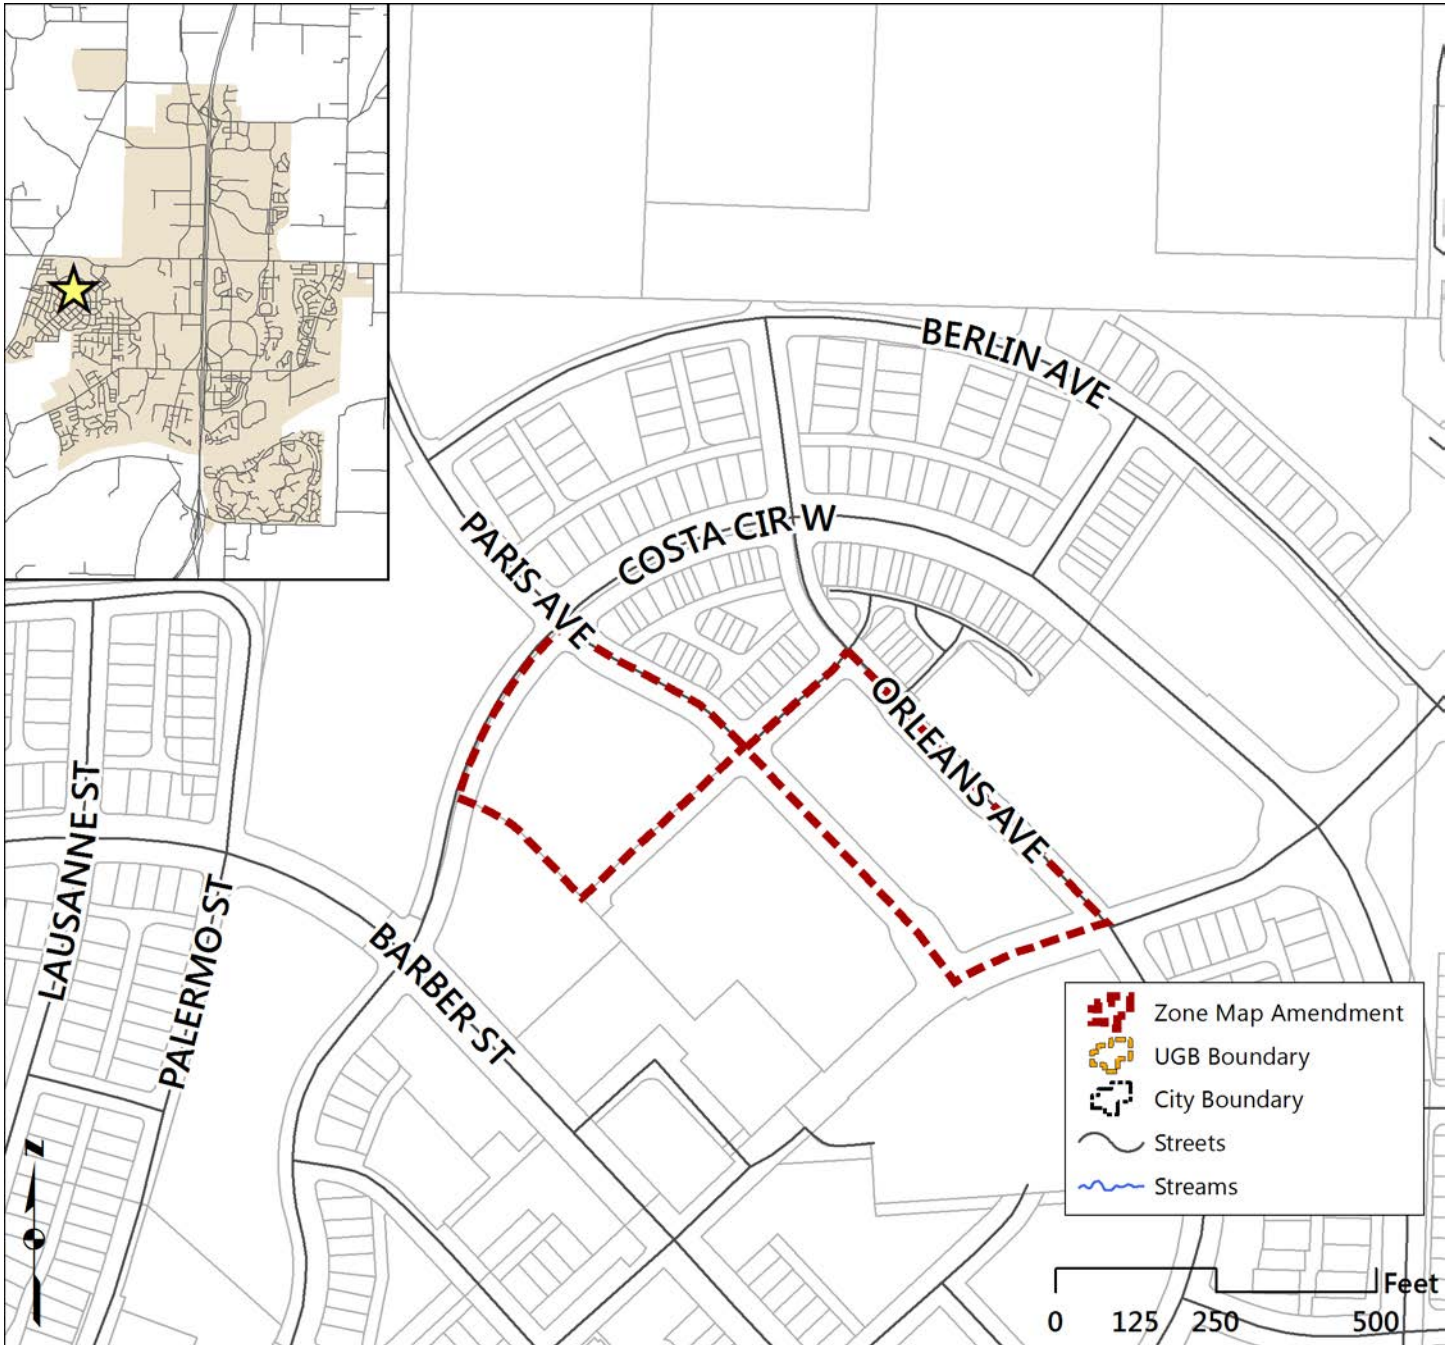 BERLIN AVE
COSTA CIR W
PARIS AVE
ORLEANS AVE
LAUSANNE ST
PALERMO ST
BARBER ST
Zone Map Amendment
UGB Boundary
City Boundary
Streets
Streams
N
Feet
0 125 250 500